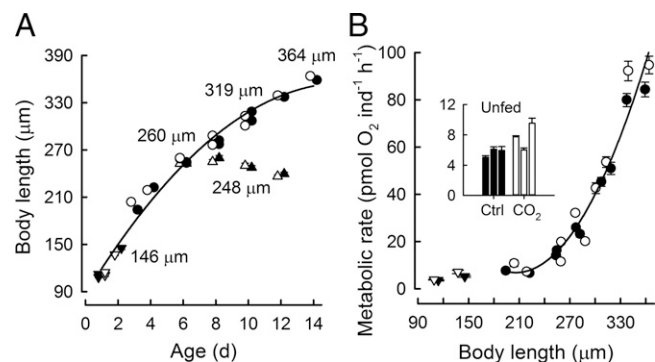 A
Body length (μm)
390
330
270
210
150
90
364 μm
319 μm
260 μm
248 μm
146 μm
0 2 4 6 8 10 12 14
Age (d)
B
Metabolic rate (pmol O₂ ind⁻¹ h⁻¹)
100
80
60
40
20
0
Unfed
12
8
4
0
Ctrl CO₂
90 150 210 270 330
Body length (μm)